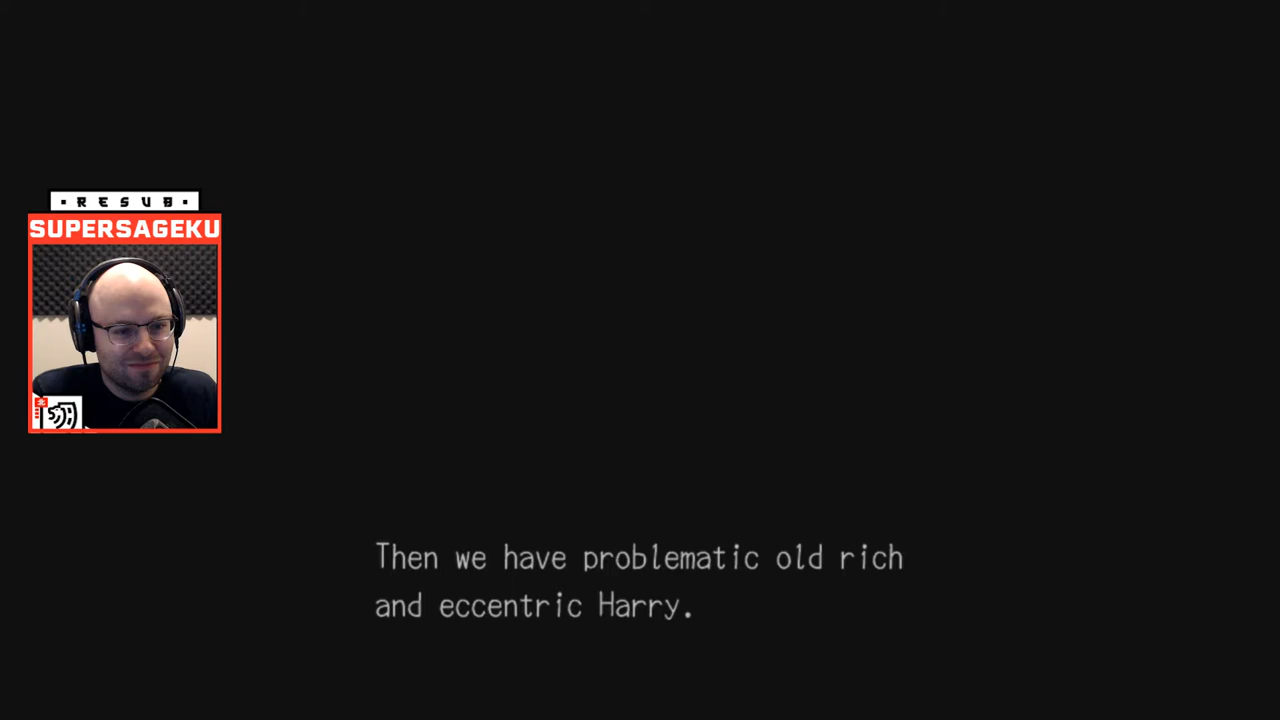 ·RESUB·
SUPERSAGEKU
Then we have problematic old rich
and eccentric Harry.